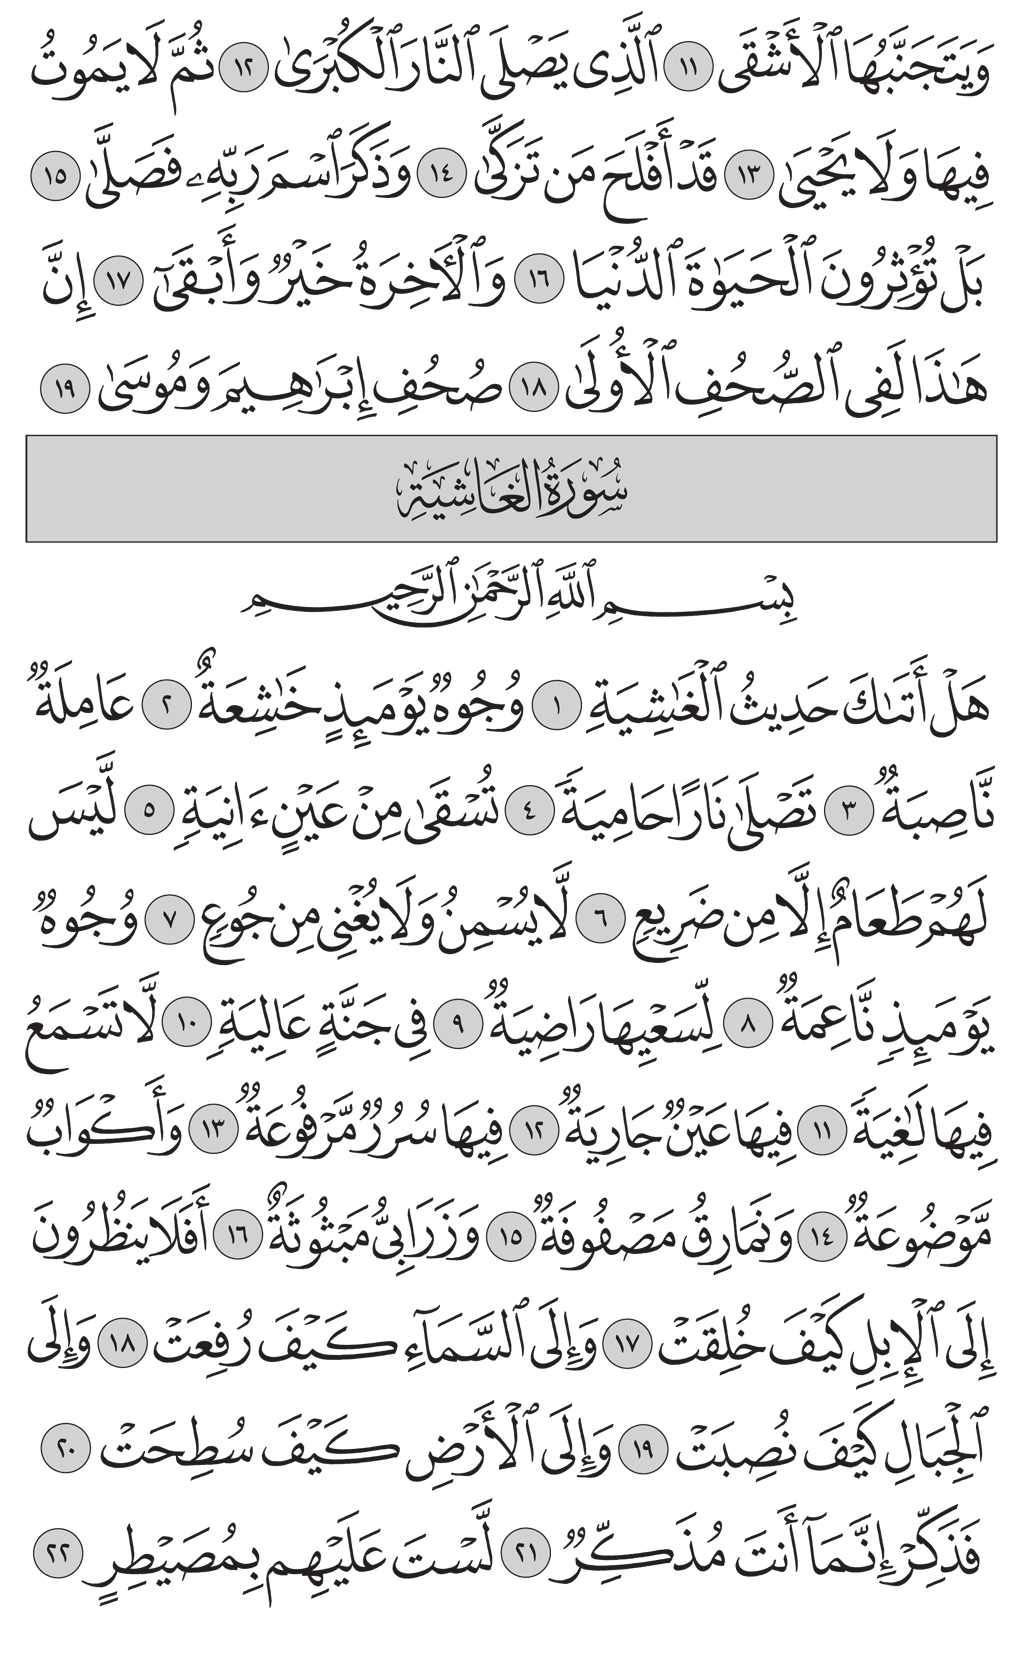 وَيَتَجَنَّبُهَا ٱلْأَشْقَى ١١ ٱلَّذِى يَصْلَى ٱلنَّارَ ٱلْكُبْرَىٰ ١٢ ثُمَّ لَا يَمُوتُ
فِيهَا وَلَا يَحْيَىٰ ١٣ قَدْ أَفْلَحَ مَن تَزَكَّىٰ ١٤ وَذَكَرَ ٱسْمَ رَبِّهِۦ فَصَلَّىٰ ١٥
بَلْ تُؤْثِرُونَ ٱلْحَيَوٰةَ ٱلدُّنْيَا ١٦ وَٱلْـَٔاخِرَةُ خَيْرٌ وَأَبْقَىٰٓ ١٧ إِنَّ
هَـٰذَا لَفِى ٱلصُّحُفِ ٱلْأُولَىٰ ١٨ صُحُفِ إِبْرَٰهِيمَ وَمُوسَىٰ ١٩
سُورَةُ الغَاشِيَةِ
بِسْمِ ٱللَّهِ ٱلرَّحْمَـٰنِ ٱلرَّحِيمِ
هَلْ أَتَىٰكَ حَدِيثُ ٱلْغَـٰشِيَةِ ١ وُجُوهٌ يَوْمَئِذٍ خَـٰشِعَةٌ ٢ عَامِلَةٌ
نَّاصِبَةٌ ٣ تَصْلَىٰ نَارًا حَامِيَةً ٤ تُسْقَىٰ مِنْ عَيْنٍ ءَانِيَةٍ ٥ لَّيْسَ
لَهُمْ طَعَامٌ إِلَّا مِن ضَرِيعٍ ٦ لَّا يُسْمِنُ وَلَا يُغْنِى مِن جُوعٍ ٧ وُجُوهٌ
يَوْمَئِذٍ نَّاعِمَةٌ ٨ لِّسَعْيِهَا رَاضِيَةٌ ٩ فِى جَنَّةٍ عَالِيَةٍ ١٠ لَّا تَسْمَعُ
فِيهَا لَـٰغِيَةً ١١ فِيهَا عَيْنٌ جَارِيَةٌ ١٢ فِيهَا سُرُرٌ مَّرْفُوعَةٌ ١٣ وَأَكْوَابٌ
مَّوْضُوعَةٌ ١٤ وَنَمَارِقُ مَصْفُوفَةٌ ١٥ وَزَرَابِىُّ مَبْثُوثَةٌ ١٦ أَفَلَا يَنظُرُونَ
إِلَى ٱلْإِبِلِ كَيْفَ خُلِقَتْ ١٧ وَإِلَى ٱلسَّمَآءِ كَيْفَ رُفِعَتْ ١٨ وَإِلَى
ٱلْجِبَالِ كَيْفَ نُصِبَتْ ١٩ وَإِلَى ٱلْأَرْضِ كَيْفَ سُطِحَتْ ٢٠
فَذَكِّرْ إِنَّمَآ أَنتَ مُذَكِّرٌ ٢١ لَّسْتَ عَلَيْهِم بِمُصَيْطِرٍ ٢٢